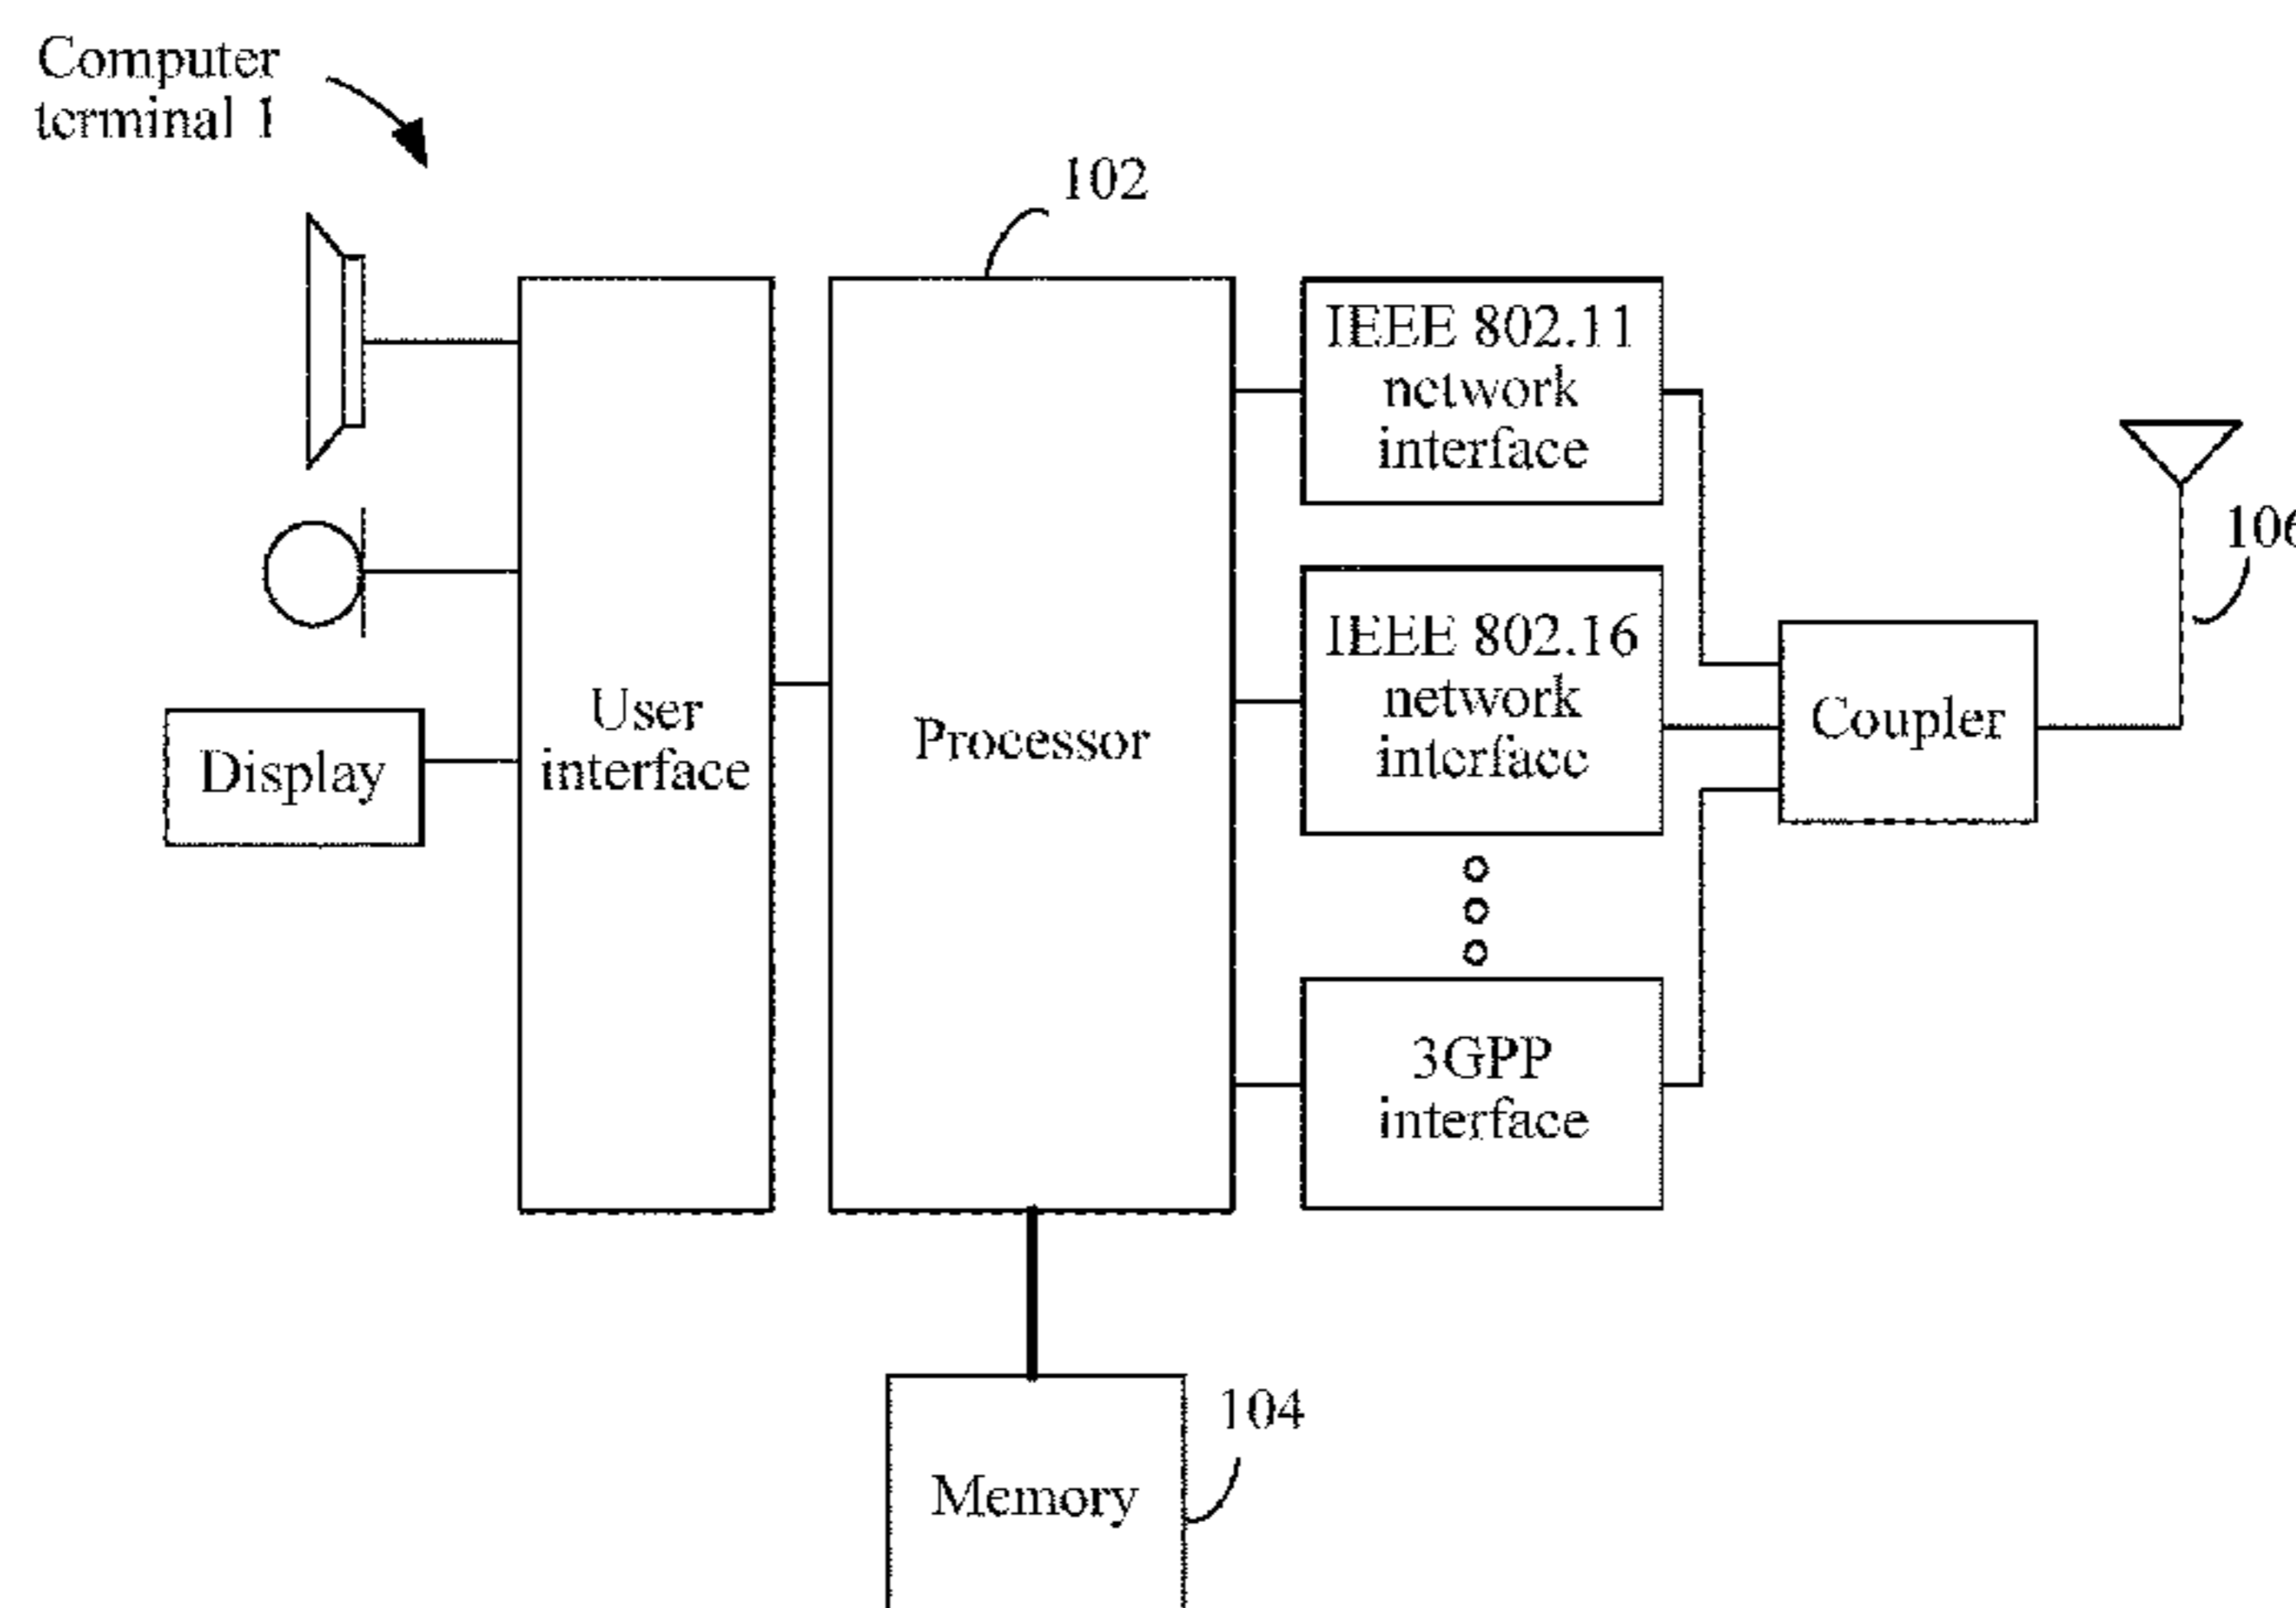 Computer
terminal 1
102
IEEE 802.11
network
interface
106
IEEE 802.16
network
interface
User
interface
Processor
Coupler
Display
3GPP
interface
104
Memory